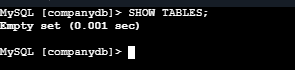 MySQL [companydb]> SHOW TABLES;
Empty set (0.001 sec)
MySQL [companydb]>